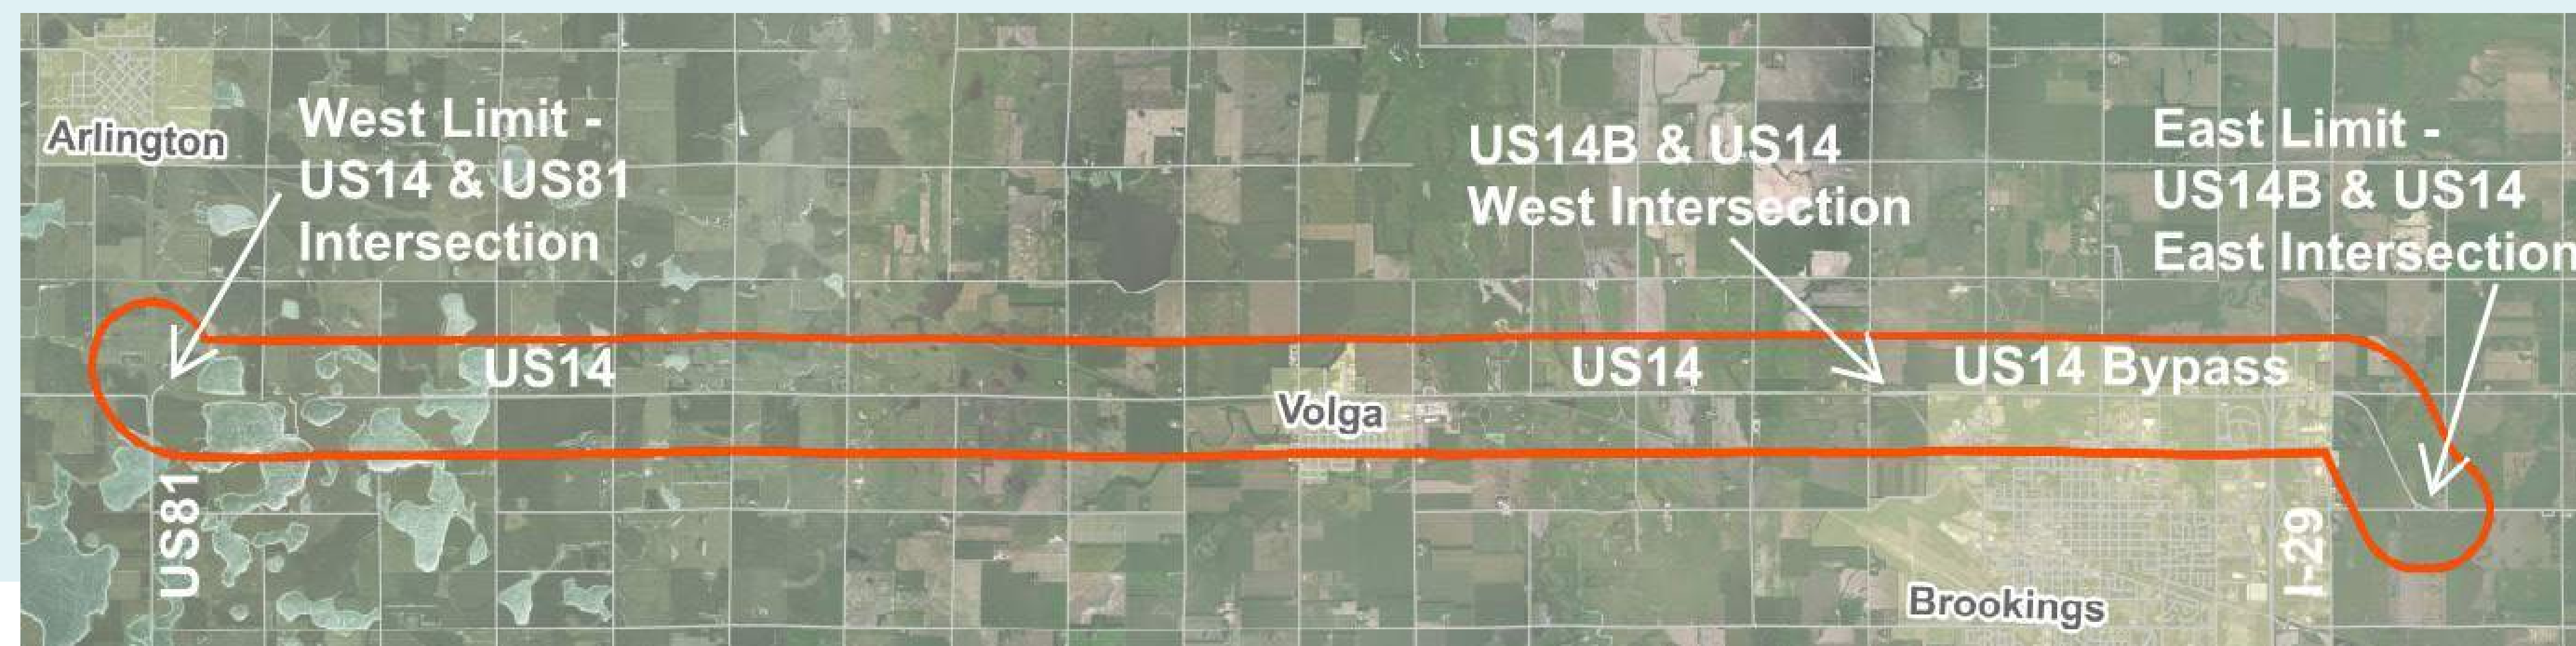 Arlington
West Limit -
US14 & US81
Intersection
US14B & US14
West Intersection
East Limit -
US14B & US14
East Intersection
US14
US14
US14 Bypass
Volga
US81
I-29
Brookings